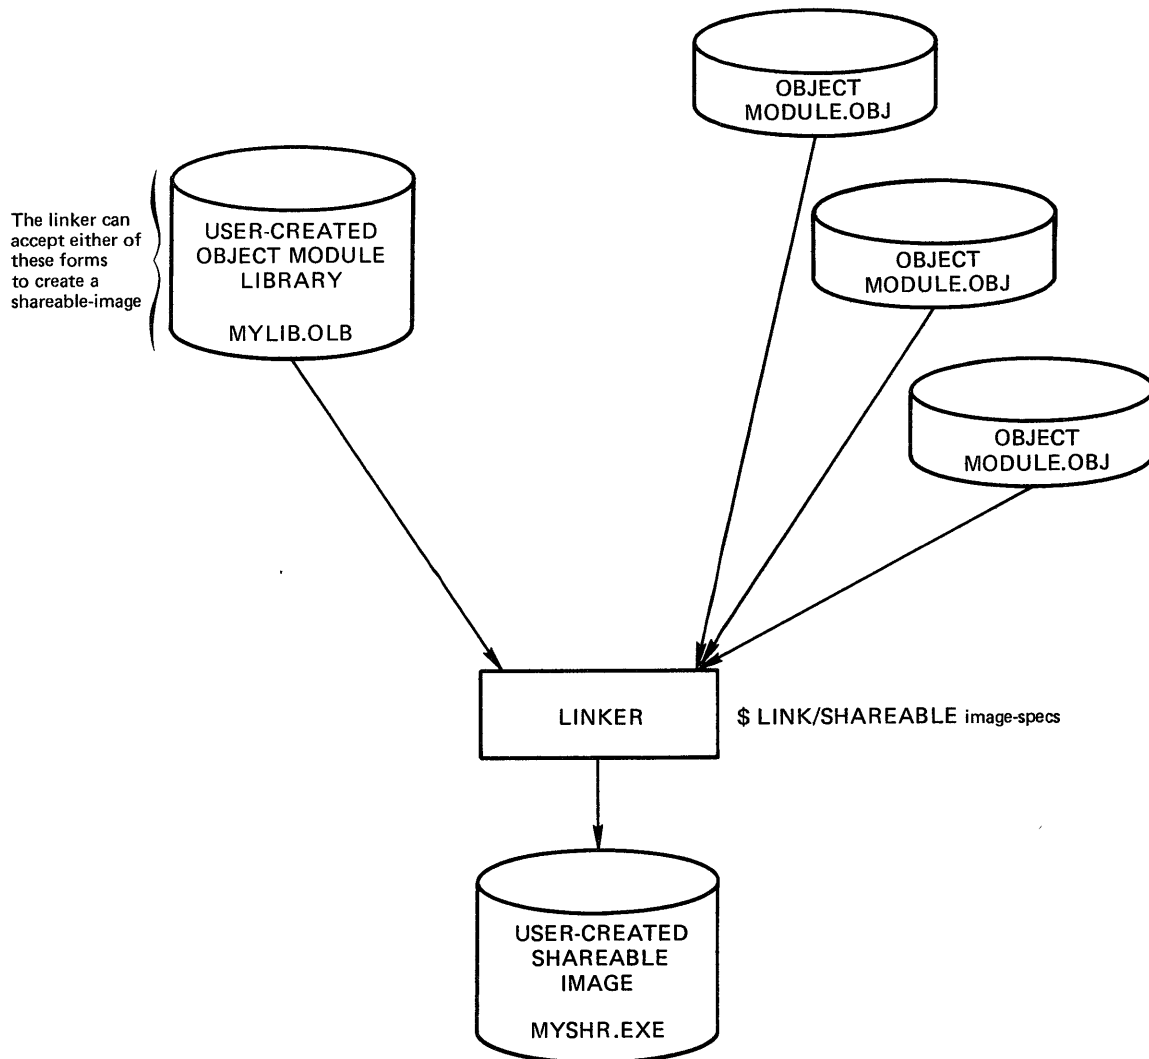 OBJECT
MODULE.OBJ
The linker can
accept either of
these forms
to create a
shareable-image
USER-CREATED
OBJECT MODULE
LIBRARY
MYLIB.OLB
OBJECT
MODULE.OBJ
OBJECT
MODULE.OBJ
LINKER
$ LINK/SHAREABLE image-specs
USER-CREATED
SHAREABLE
IMAGE
MYSHR.EXE